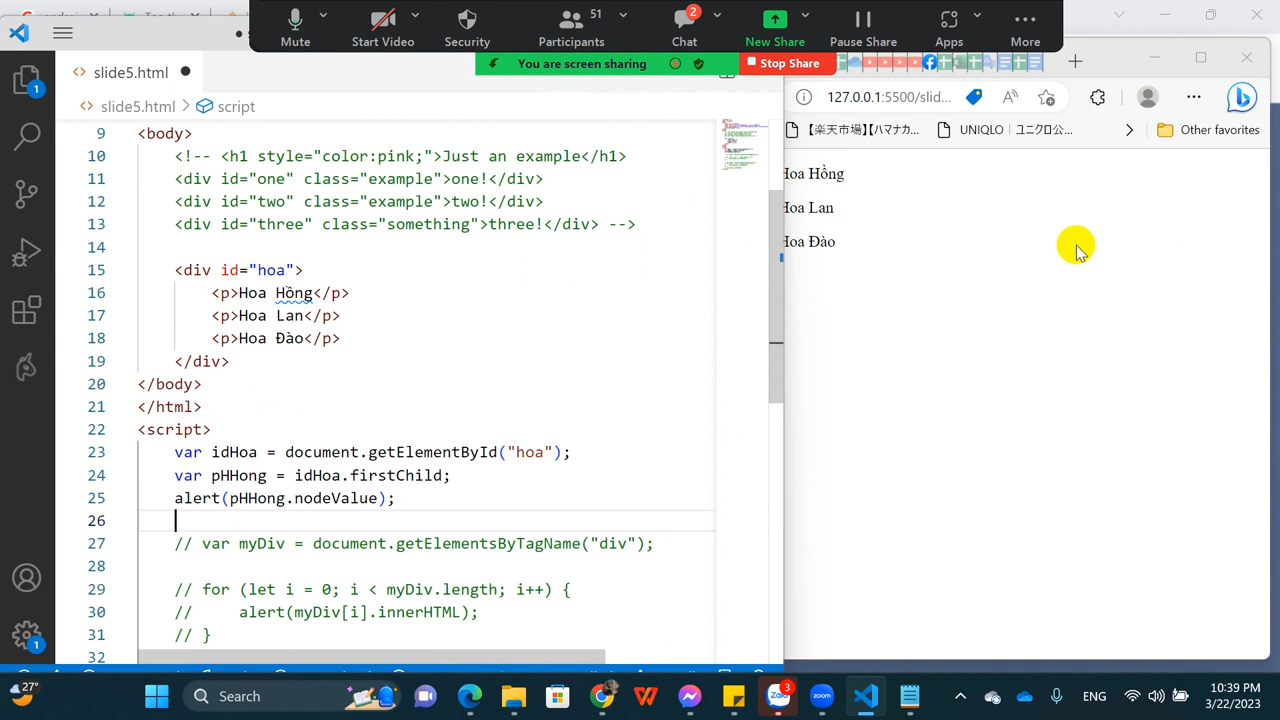 51
2
Mute
Start Video
Security
Participants
Chat
New Share
Pause Share
Apps
More
You are screen sharing
Stop Share
slide5.html
127.0.0.1:5500/slid...
slide5.html > script
【楽天市場】【ハマナカ...
UNIQLO｜ユニクロ公...
Other favorites
1
9 <body>
10 <!-- <h1 style="color:pink;">Just an example</h1>
11 <div id="one" class="example">one!</div>
12 <div id="two" class="example">two!</div>
13 <div id="three" class="something">three!</div> -->
14
15 <div id="hoa">
16 <p>Hoa Hồng</p>
17 <p>Hoa Lan</p>
18 <p>Hoa Đào</p>
19 </div>
20 </body>
21 </html>
22 <script>
23 var idHoa = document.getElementById("hoa");
24 var pHHong = idHoa.firstChild;
25 alert(pHHong.nodeValue);
26
27 // var myDiv = document.getElementsByTagName("div");
28
29 // for (let i = 0; i < myDiv.length; i++) {
30 // alert(myDiv[i].innerHTML);
31 // }
32
1
Hoa Hồng
Hoa Lan
Hoa Đào
27°
Search
Zalo
3
zoom
ENG
10:39 PM
3/22/2023